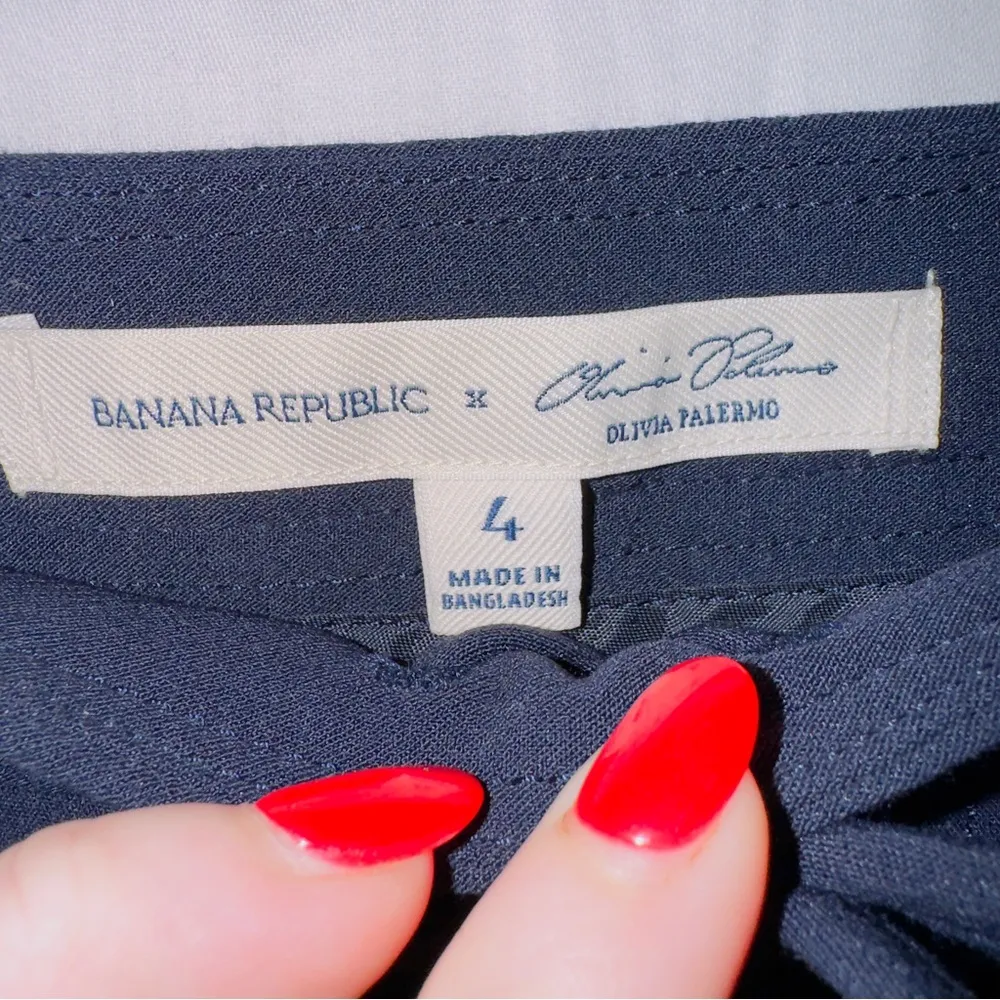 BANANA REPUBLIC x Olivia Palermo
OLIVIA PALERMO
4
MADE IN
BANGLADESH